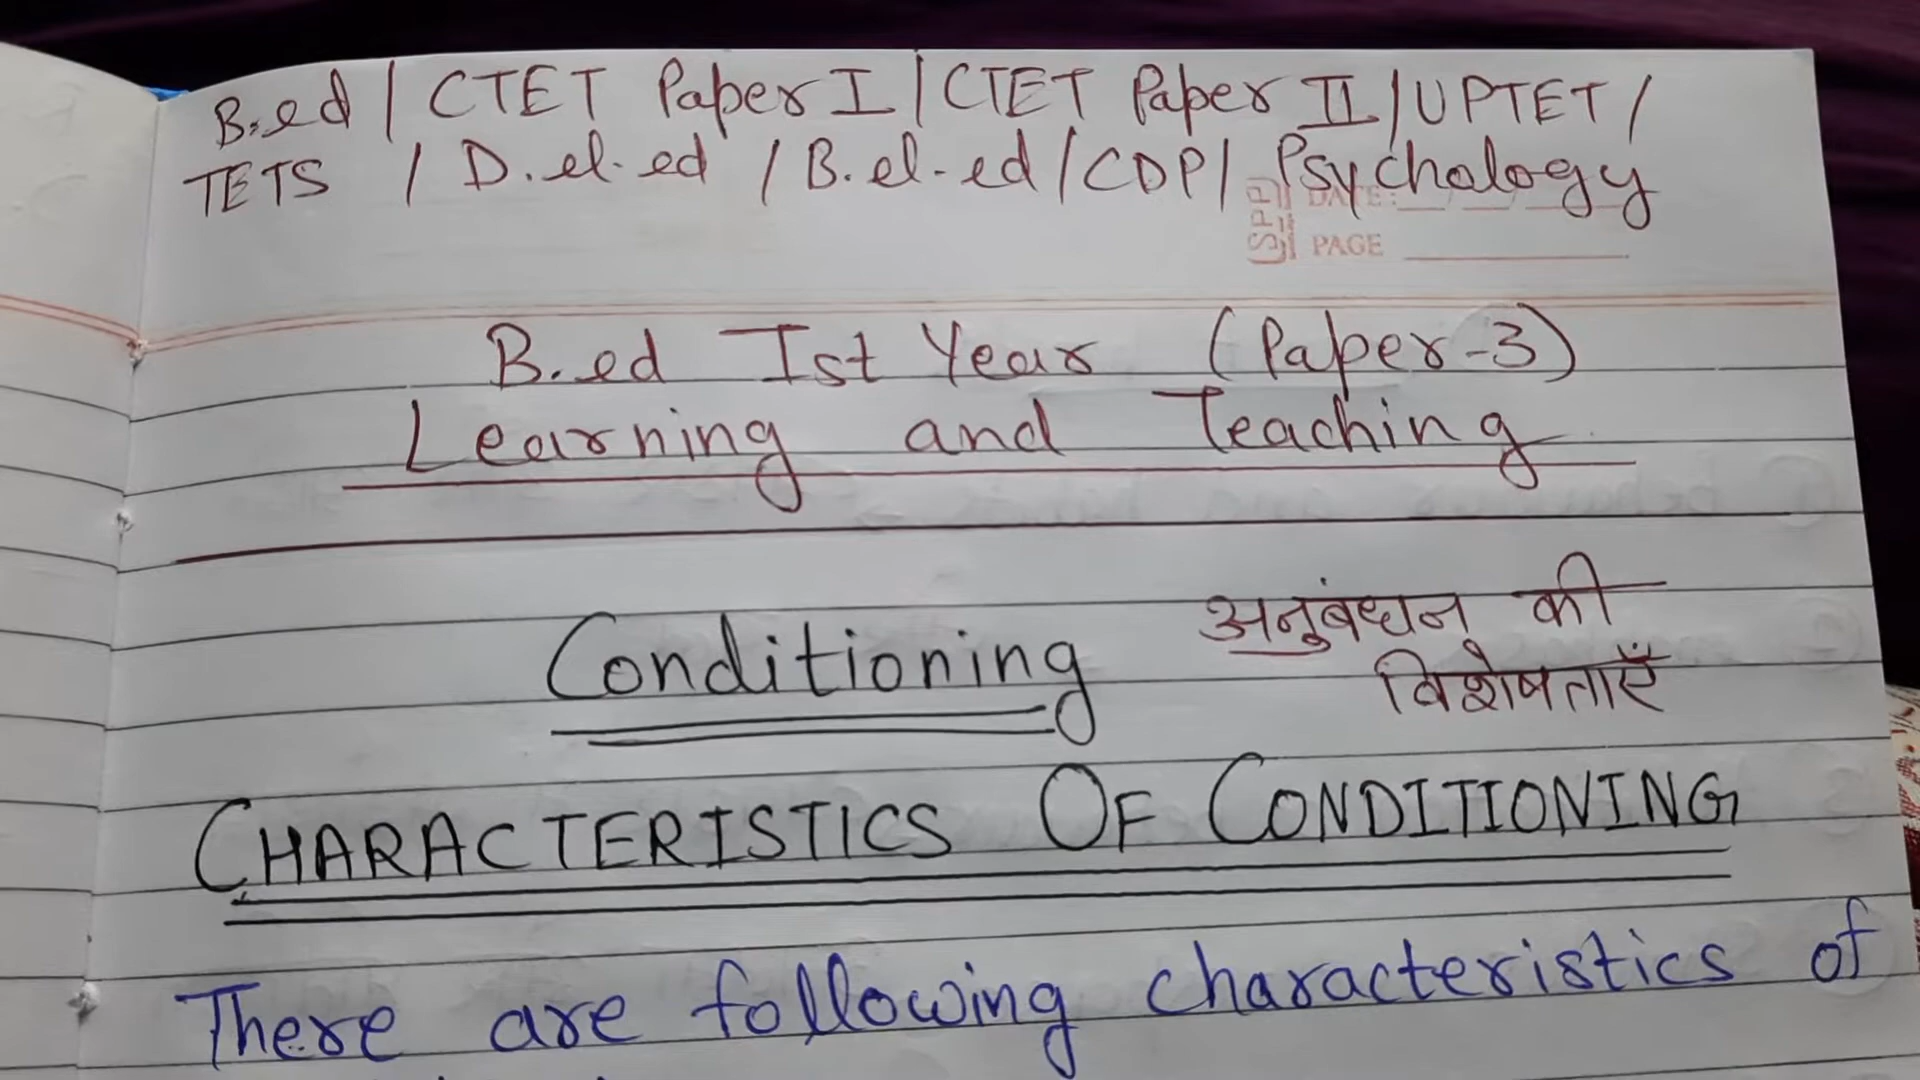 B.ed / CTET Paper I / CTET Paper II / UPTET /
TETS / D.el.ed / B.el-ed / CDP / Psychology
SPP DATE:
PAGE
B.ed Ist Year (Paper-3)
Learning and Teaching
Conditioning अनुबंधन की
विशेषताएँ
CHARACTERISTICS OF CONDITIONING
There are following characteristics of